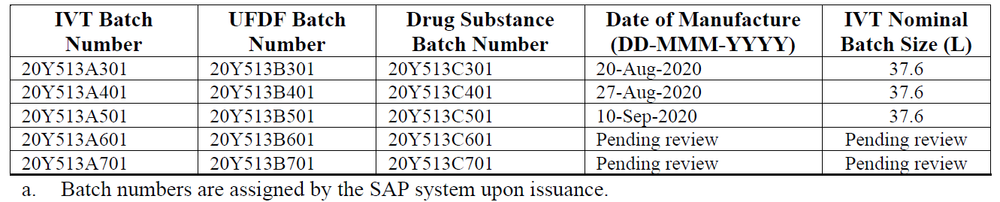 IVT Batch Number UFDF Batch Number Drug Substance Batch Number Date of Manufacture (DD-MMM-YYYY) IVT Nominal Batch Size (L)
20Y513A301 20Y513B301 20Y513C301 20-Aug-2020 37.6
20Y513A401 20Y513B401 20Y513C401 27-Aug-2020 37.6
20Y513A501 20Y513B501 20Y513C501 10-Sep-2020 37.6
20Y513A601 20Y513B601 20Y513C601 Pending review Pending review
20Y513A701 20Y513B701 20Y513C701 Pending review Pending review
a. Batch numbers are assigned by the SAP system upon issuance.